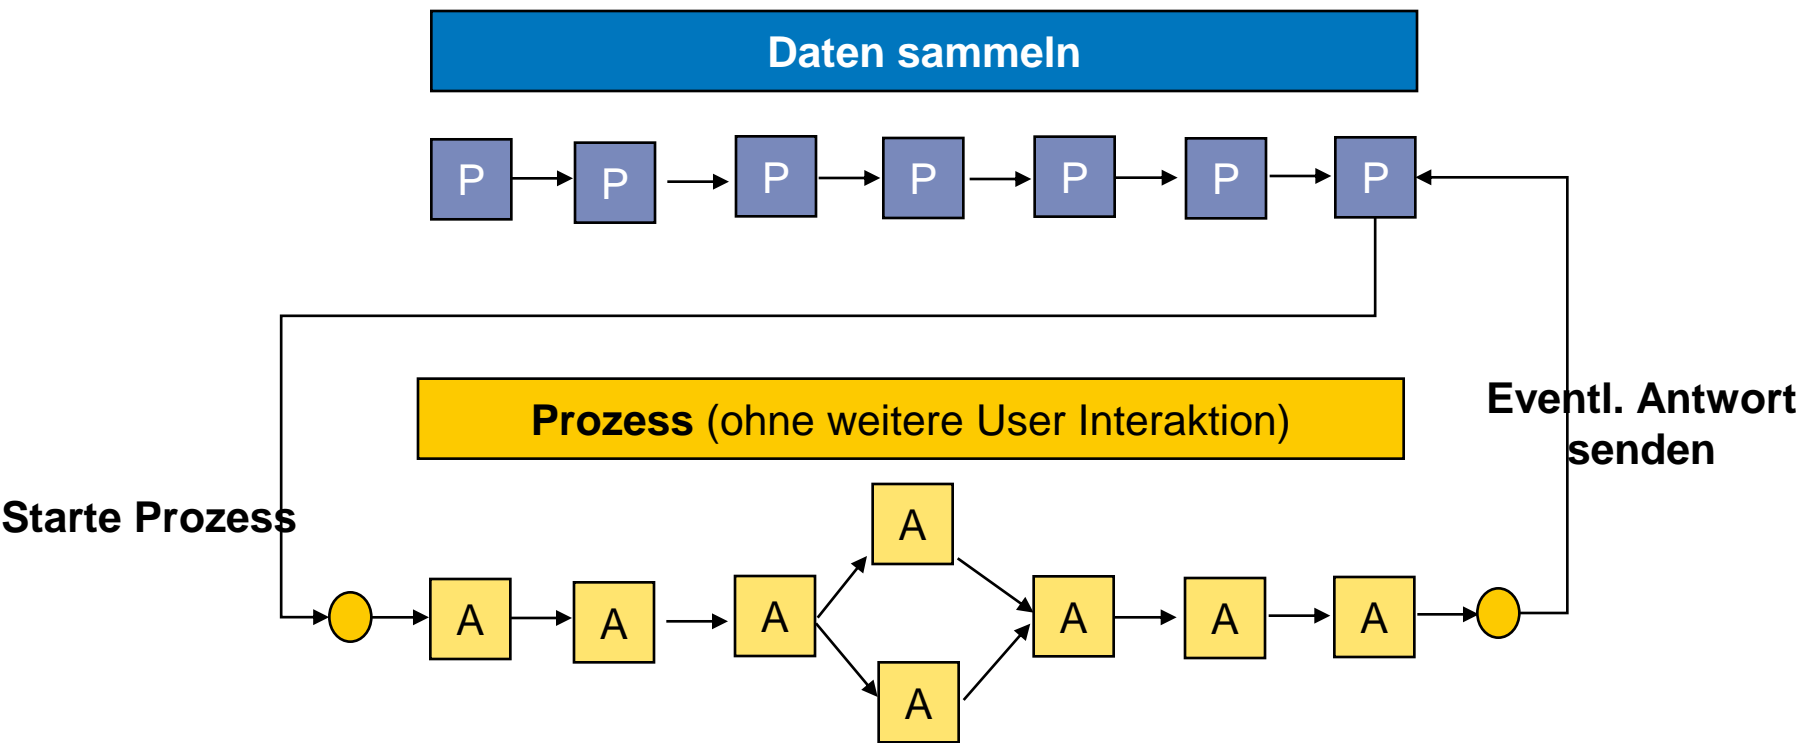 Daten sammeln
P P P P P P P
Prozess (ohne weitere User Interaktion)
Eventl. Antwort
senden
Starte Prozess
A
A A A A A A
A